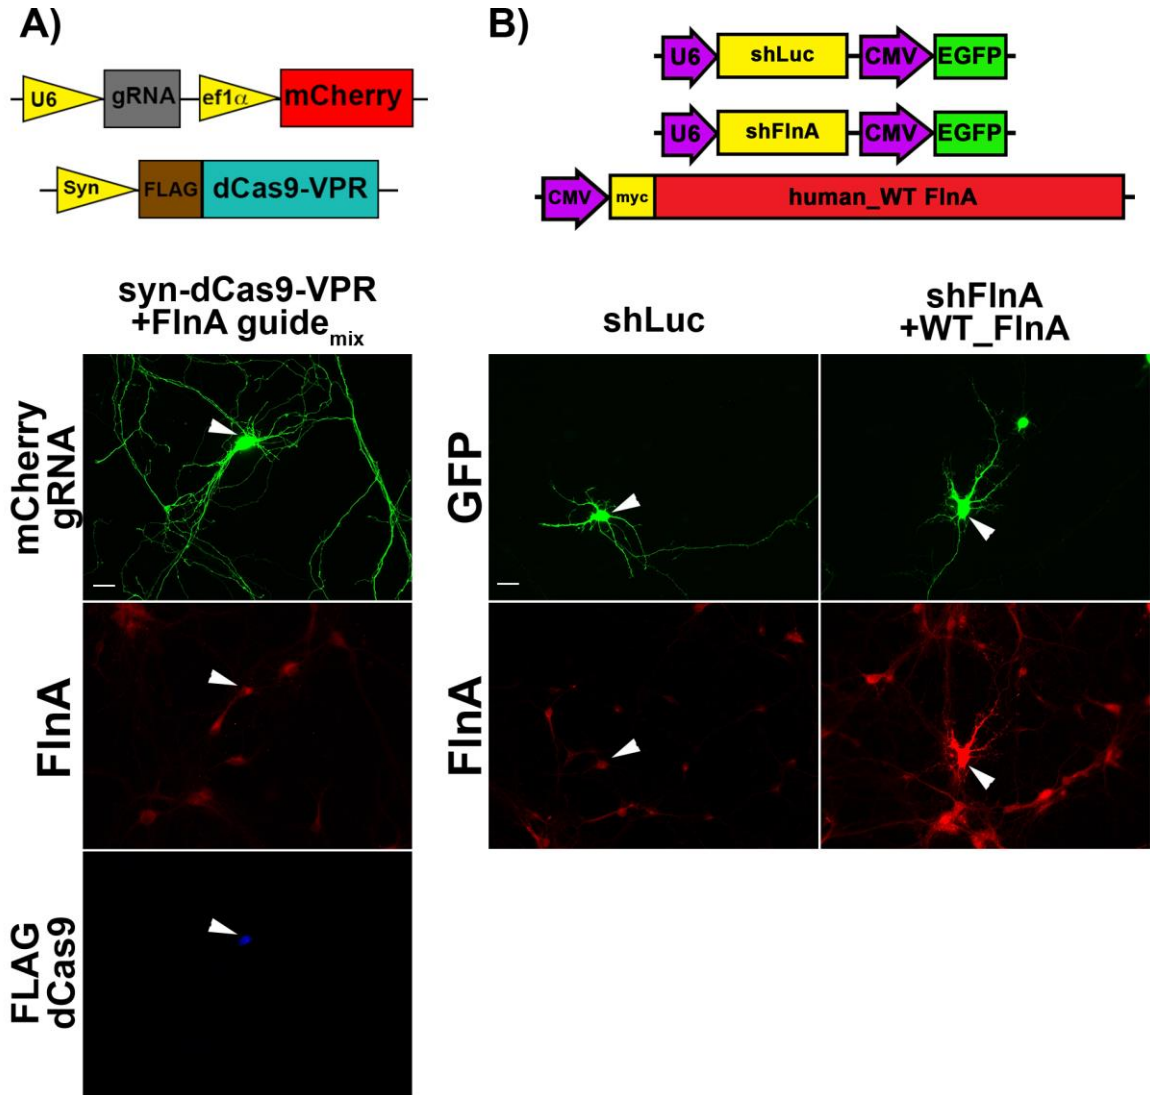 A)
U6 gRNA ef1α mCherry
Syn FLAG dCas9-VPR
B)
U6 shLuc CMV EGFP
U6 shFlnA CMV EGFP
CMV myc human_WT FlnA
syn-dCas9-VPR
+FlnA guidemix
mCherry
gRNA
FlnA
FLAG
dCas9
shLuc
shFlnA
+WT_FlnA
GFP
FlnA